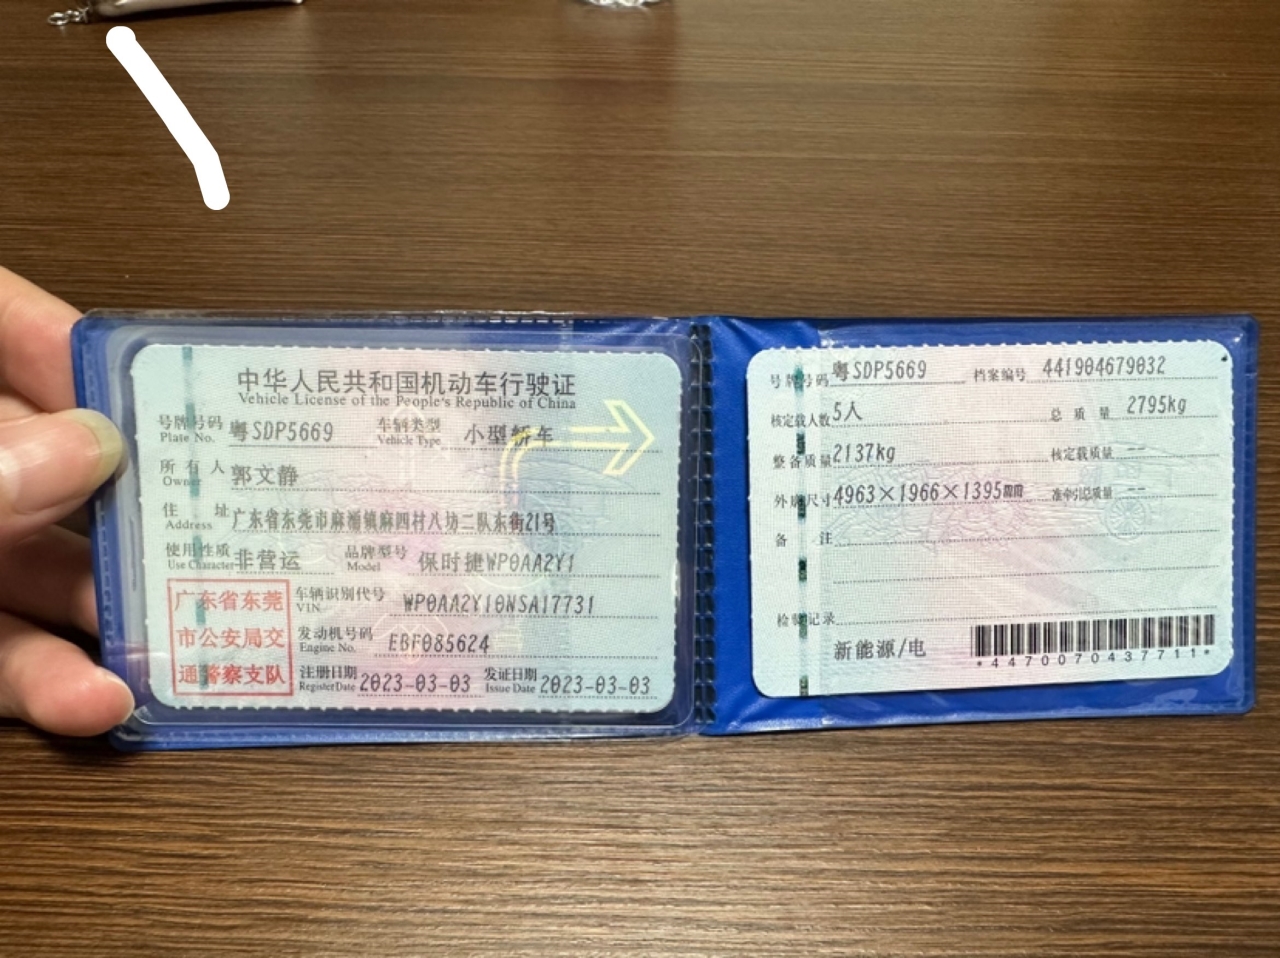 中华人民共和国机动车行驶证
Vehicle License of the People's Republic of China
号牌号码 Plate No. 粤SDP5669 车辆类型 Vehicle Type 小型轿车
所有人 Owner 郭文静
住址 Address 广东省东莞市麻涌镇麻四村八坊二队东街21号
使用性质 Use Character 非营运 品牌型号 Model 保时捷WP0AA2Y1
车辆识别代号 VIN WP0AA2Y10NSA17731
发动机号码 Engine No. EBF085624
注册日期 Register Date 2023-03-03 发证日期 Issue Date 2023-03-03
广东省东莞
市公安局交
通警察支队
号牌号码 粤SDP5669 档案编号 441904679032
核定载人数 5人 总质量 2795kg
整备质量 2137kg 核定载质量 --
外廓尺寸 4963×1966×1395mm 准牵引总质量 --
备注
检验记录
新能源/电
*4470070437711*